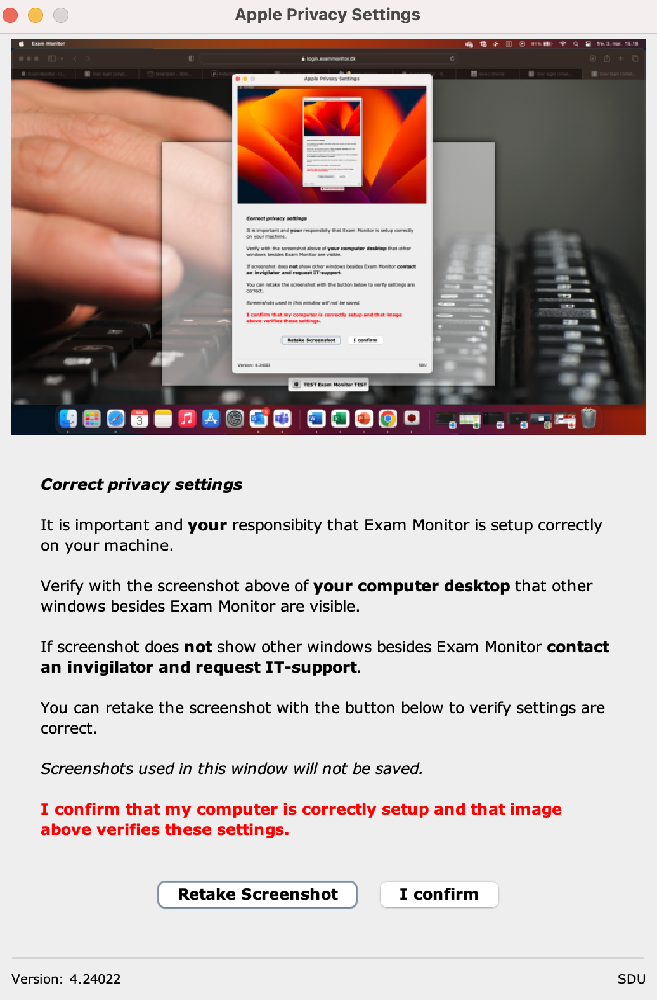 Apple Privacy Settings
Exam Monitor
login.exammonitor.dk
Apple Privacy Settings
Correct privacy settings
It is important and your responsibity that Exam Monitor is setup correctly
on your machine.
Verify with the screenshot above of your computer desktop that other
windows besides Exam Monitor are visible.
If screenshot does not show other windows besides Exam Monitor contact
an invigilator and request IT-support.
You can retake the screenshot with the button below to verify settings are
correct.
Screenshots used in this window will not be saved.
I confirm that my computer is correctly setup and that image
above verifies these settings.
Retake Screenshot I confirm
Version: 4.24022 SDU
TEST Exam Monitor TEST
3
Correct privacy settings
It is important and your responsibity that Exam Monitor is setup correctly
on your machine.
Verify with the screenshot above of your computer desktop that other
windows besides Exam Monitor are visible.
If screenshot does not show other windows besides Exam Monitor contact
an invigilator and request IT-support.
You can retake the screenshot with the button below to verify settings are
correct.
Screenshots used in this window will not be saved.
I confirm that my computer is correctly setup and that image
above verifies these settings.
Retake Screenshot I confirm
Version: 4.24022 SDU